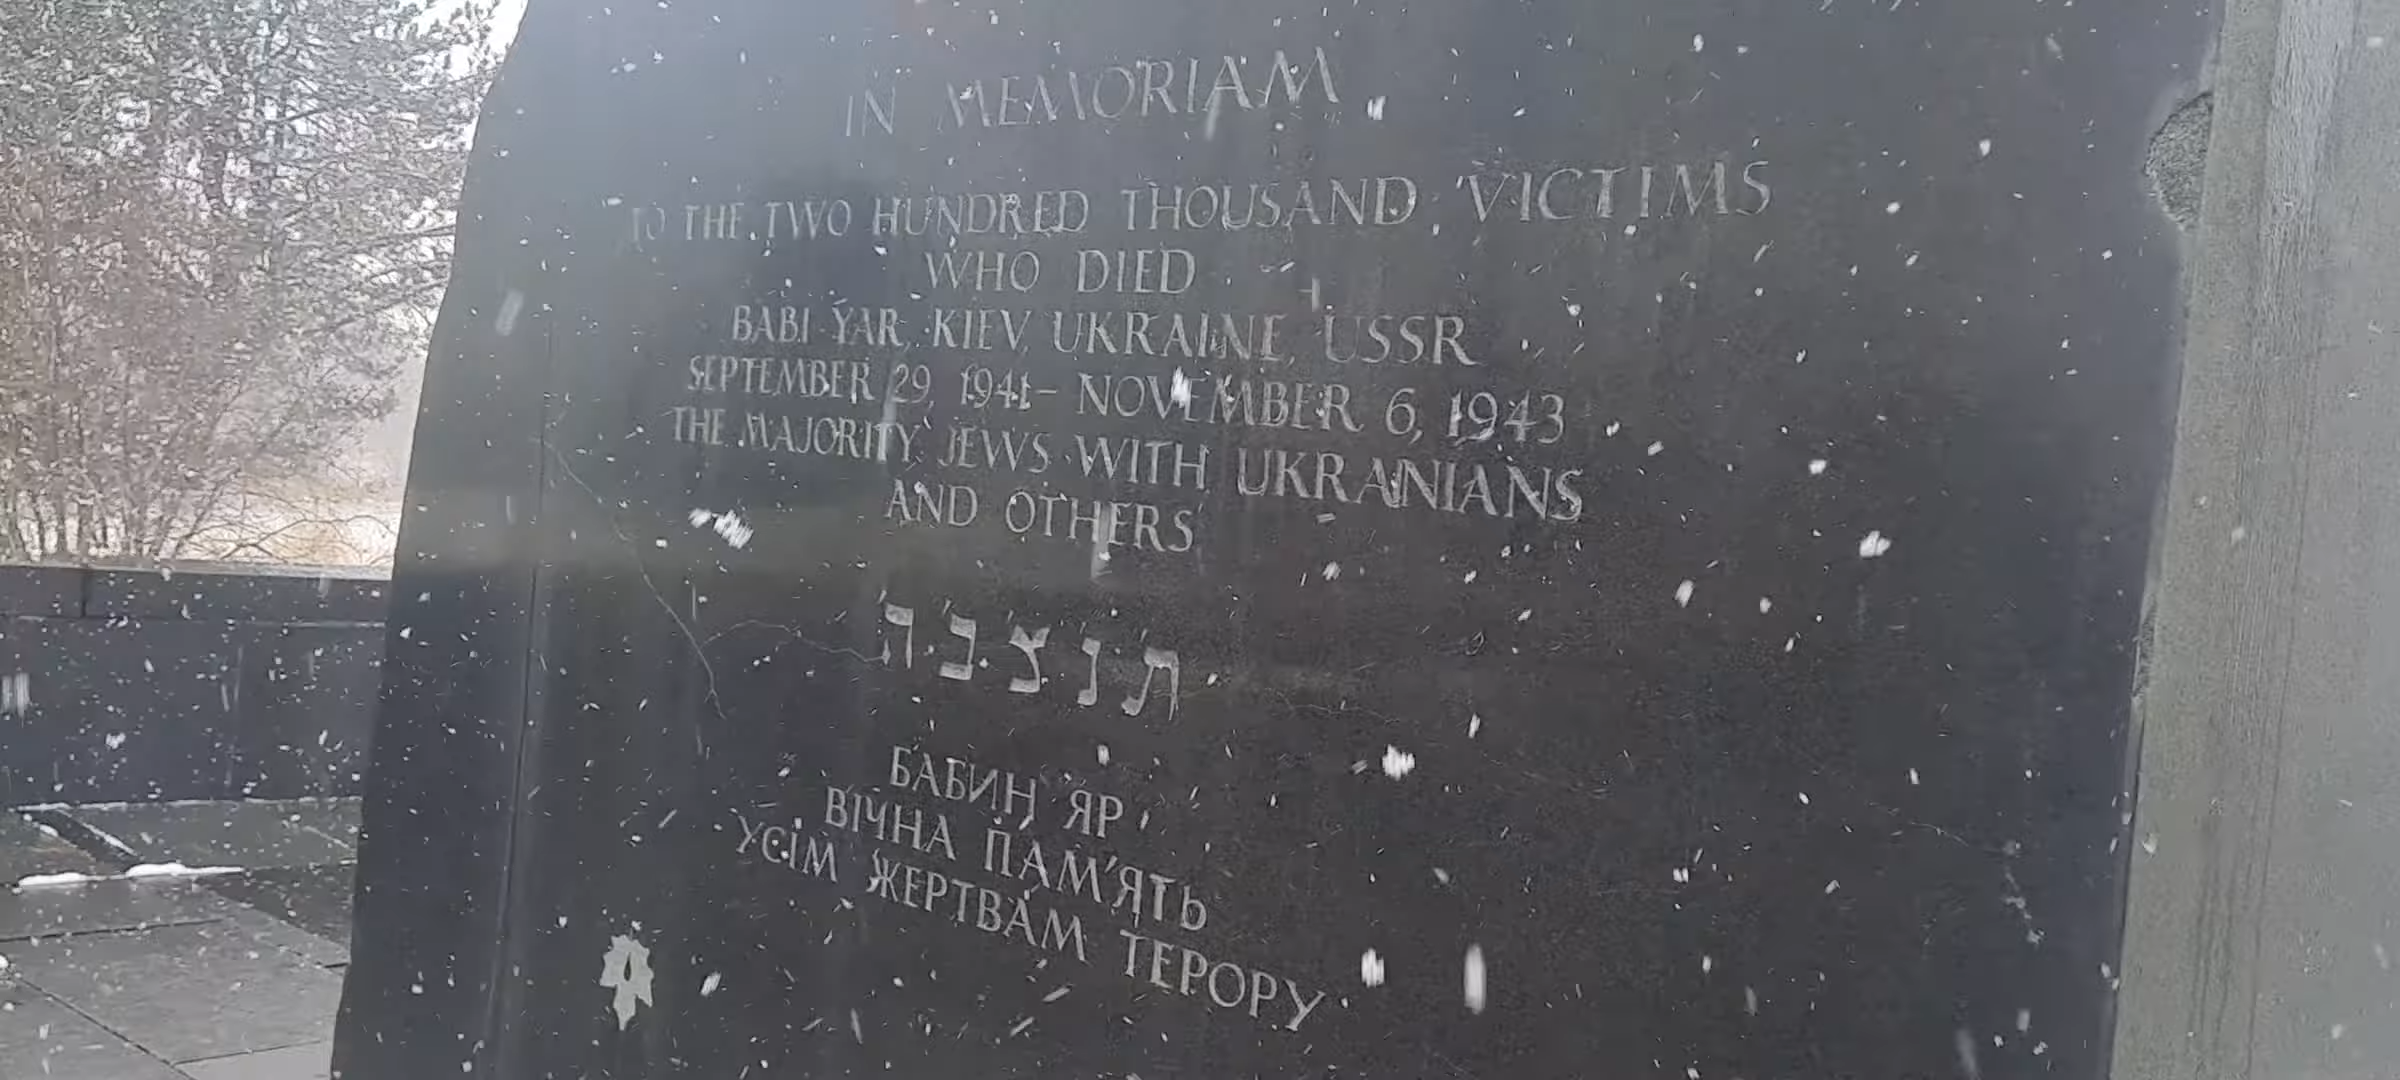 IN MEMORIAM
TO THE TWO HUNDRED THOUSAND VICTIMS
WHO DIED
BABI YAR, KIEV, UKRAINE, USSR
SEPTEMBER 29, 1941 – NOVEMBER 6, 1943
THE MAJORITY JEWS WITH UKRANIANS
AND OTHERS
ת נ צ ב ה
БАБИН ЯР
ВІЧНА ПАМ'ЯТЬ
УСІМ ЖЕРТВАМ ТЕРОРУ